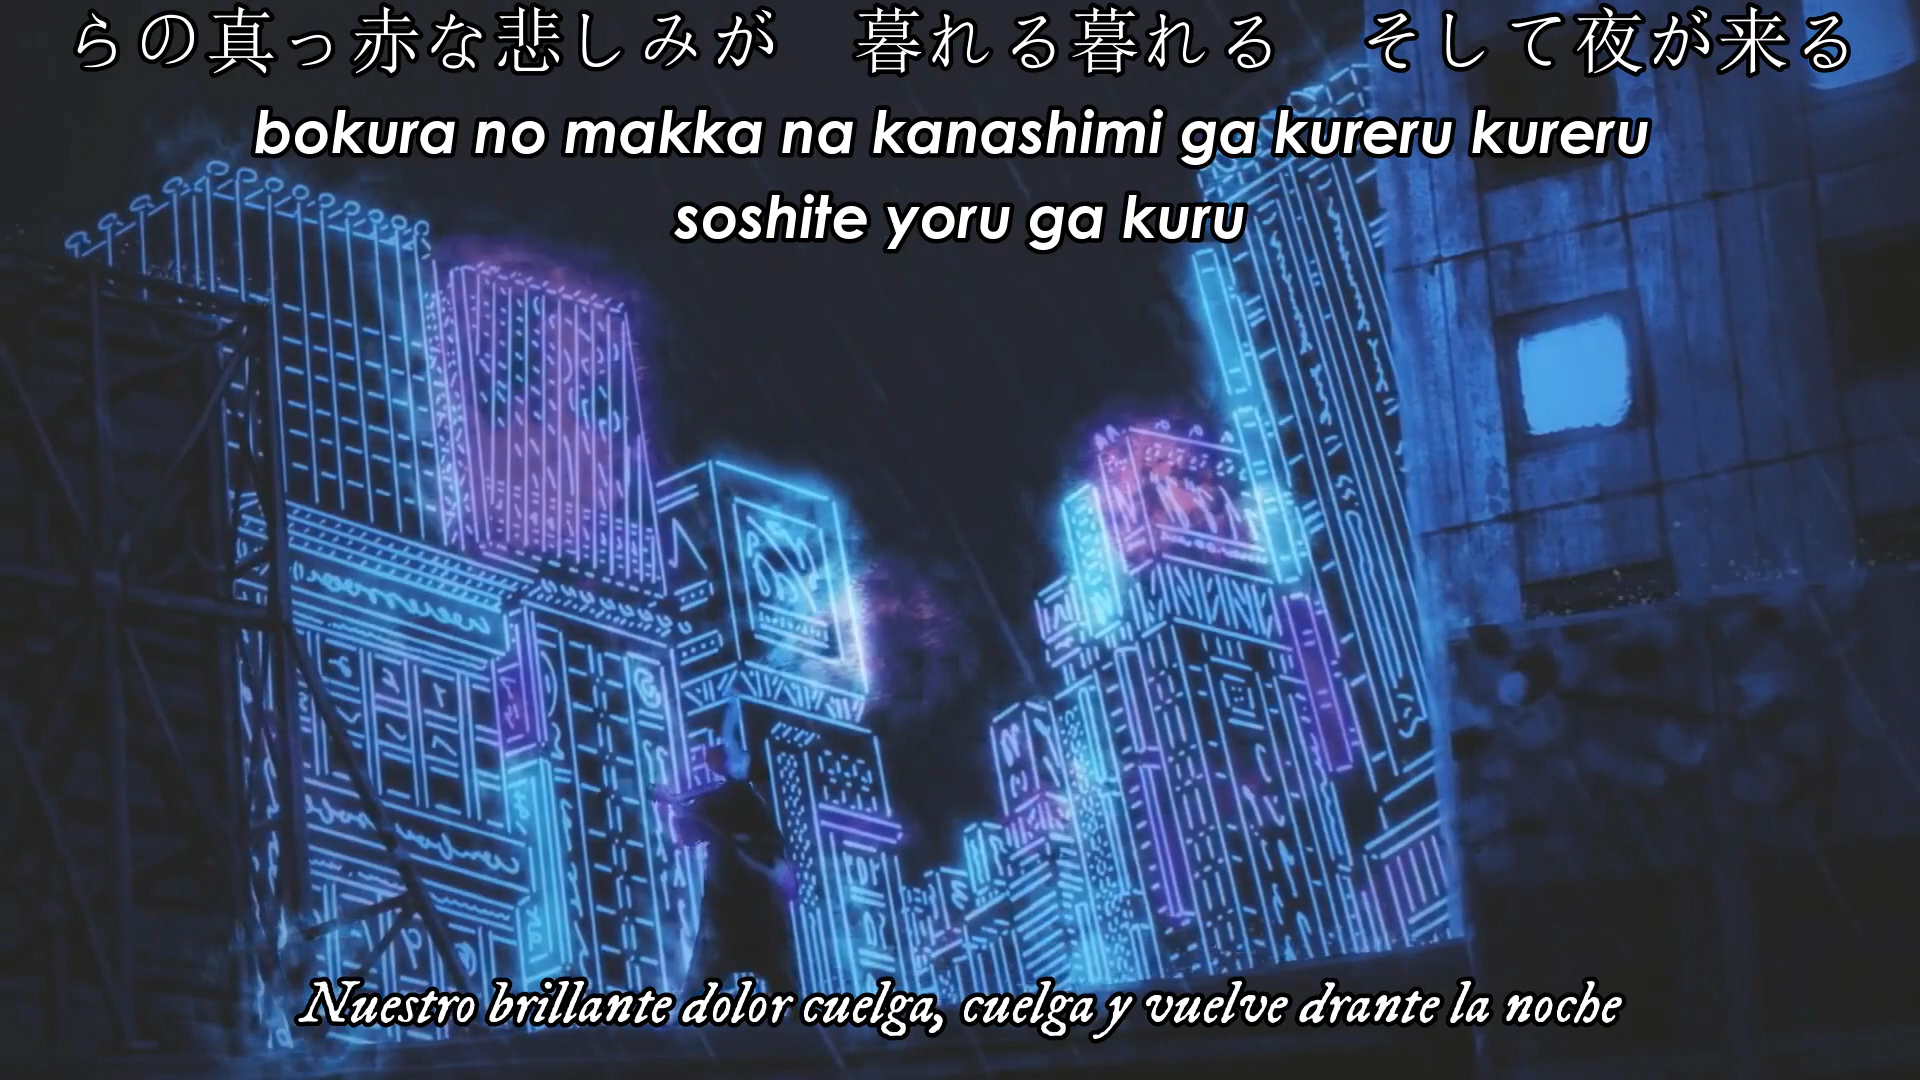 らの真っ赤な悲しみが　暮れる暮れる　そして夜が来る
bokura no makka na kanashimi ga kureru kureru
soshite yoru ga kuru
Nuestro brillante dolor cuelga, cuelga y vuelve drante la noche